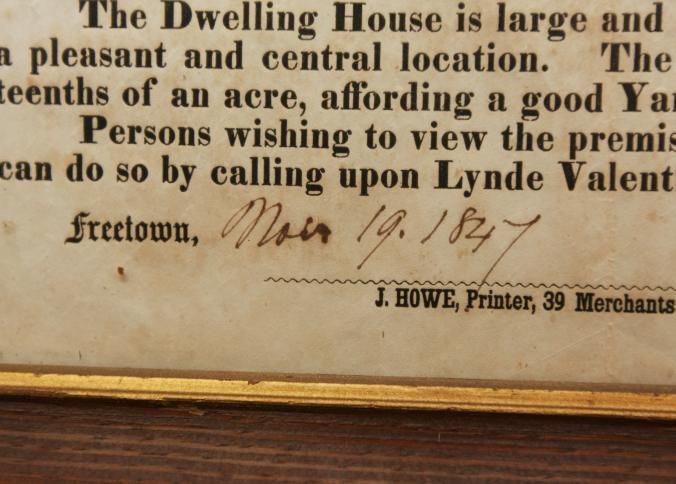 The Dwelling House is large and
a pleasant and central location. The
teenths of an acre, affording a good Yar
Persons wishing to view the premis
can do so by calling upon Lynde Valent
Freetown, Nov 19. 1847
J. HOWE, Printer, 39 Merchants